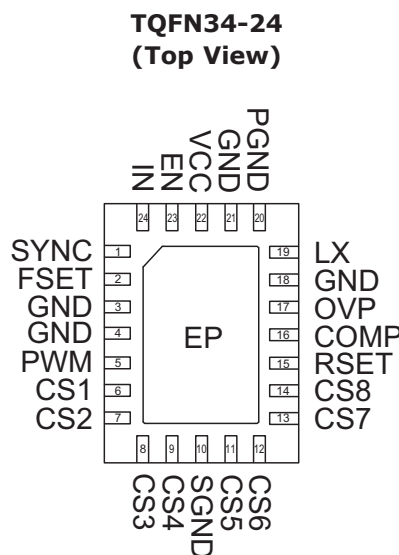 TQFN34-24
(Top View)
IN
EN
VCC
GND
PGND
24
23
22
21
20
SYNC 1
FSET 2
GND 3
GND 4
PWM 5
CS1 6
CS2 7
EP
19 LX
18 GND
17 OVP
16 COMP
15 RSET
14 CS8
13 CS7
8
9
10
11
12
CS3
CS4
SGND
CS5
CS6